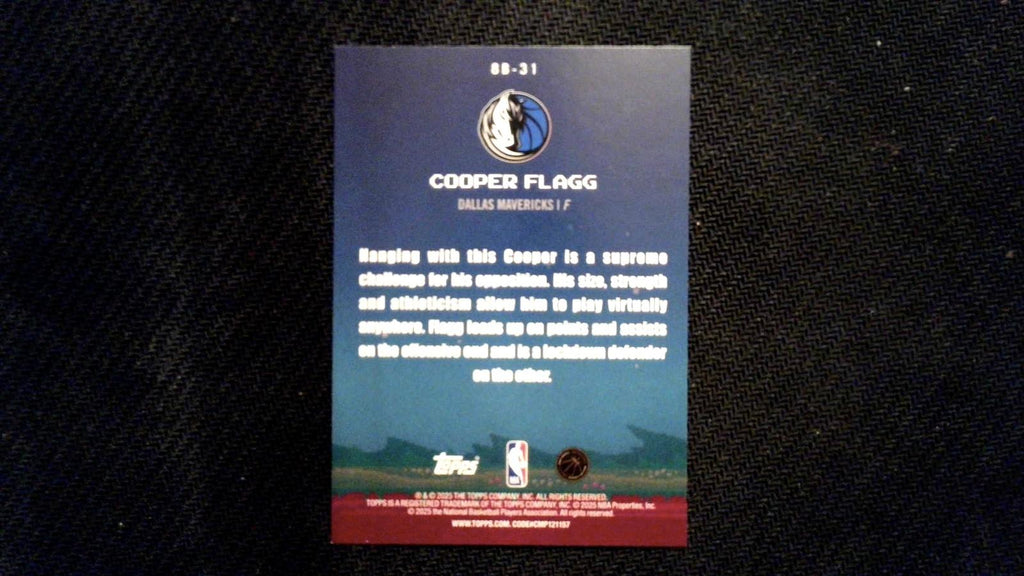 8B-31
COOPER FLAGG
DALLAS MAVERICKS | F
Hanging with this Cooper is a supreme
challenge for his opposition. His size, strength
and athleticism allow him to play virtually
anywhere. Flagg loads up on points and assists
on the offensive end and is a lockdown defender
on the other.
Topps
® & © 2025 THE TOPPS COMPANY, INC. ALL RIGHTS RESERVED.
TOPPS IS A REGISTERED TRADEMARK OF THE TOPPS COMPANY, INC. © 2025 NBA Properties, Inc.
© 2025 the National Basketball Players Association. All rights reserved.
WWW.TOPPS.COM. CODE#CMP121157